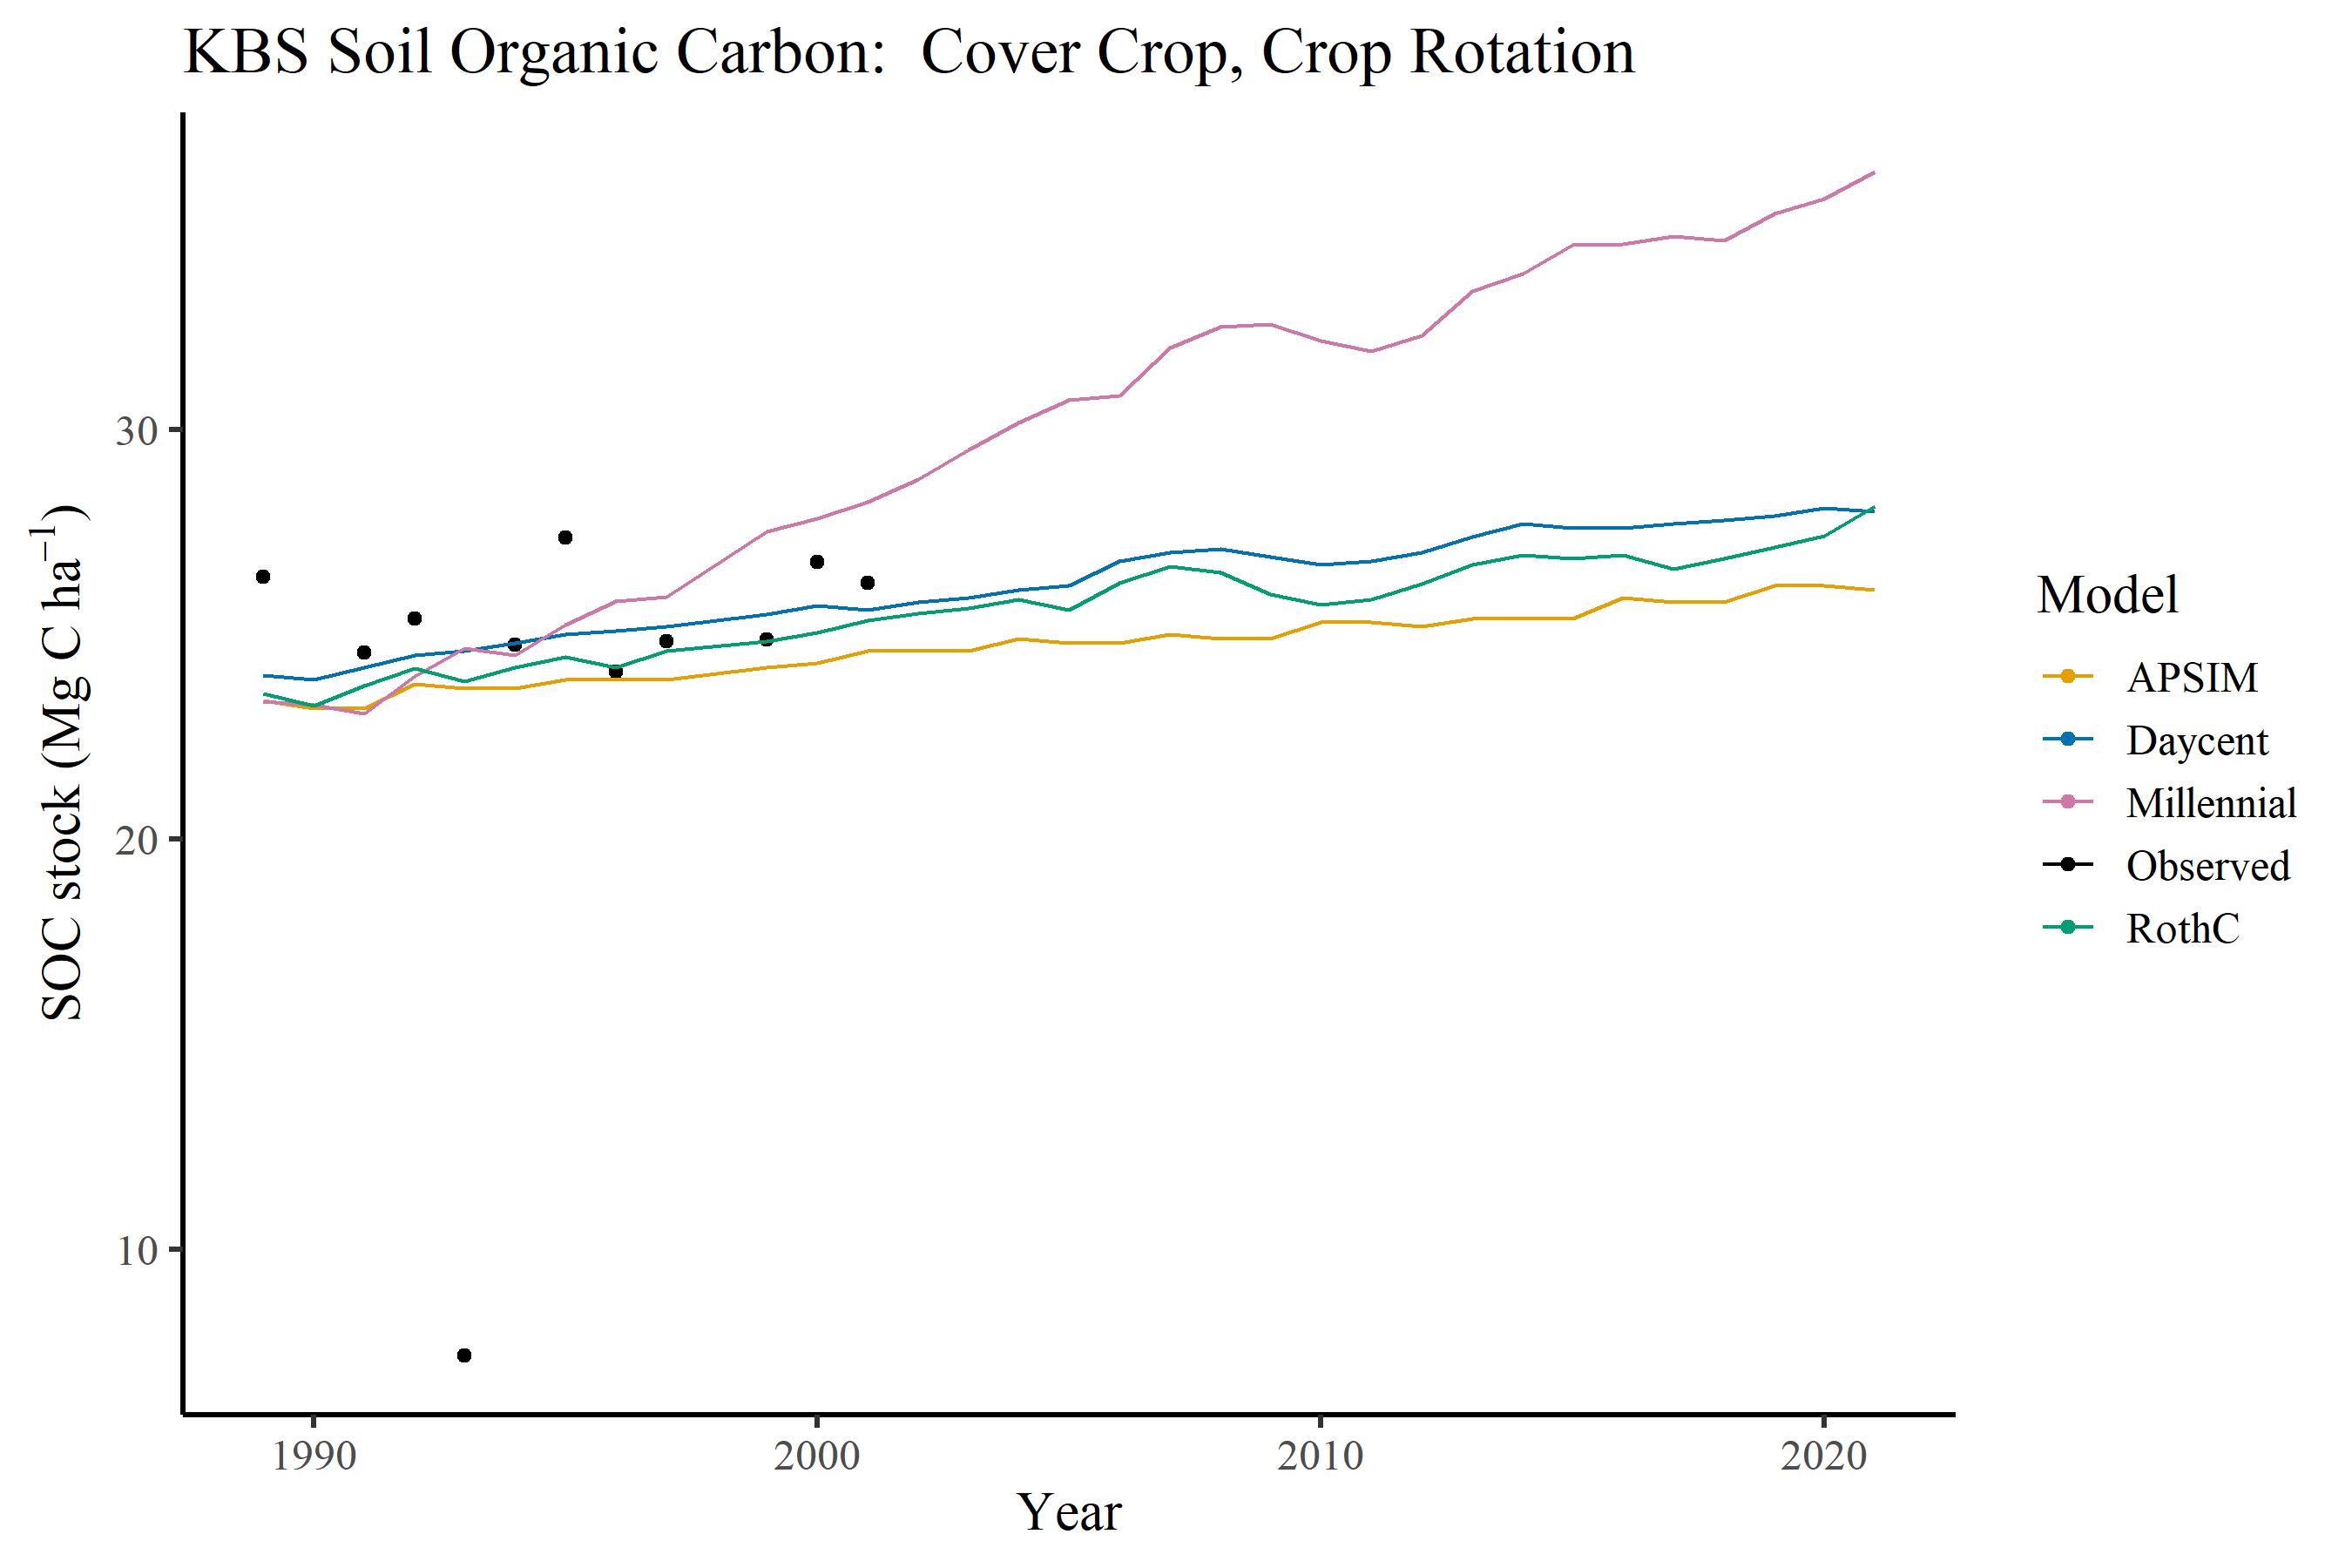 KBS Soil Organic Carbon:  Cover Crop, Crop Rotation
SOC stock (Mg C ha⁻¹)
30
20
10
1990
2000
2010
2020
Year
Model
APSIM
Daycent
Millennial
Observed
RothC